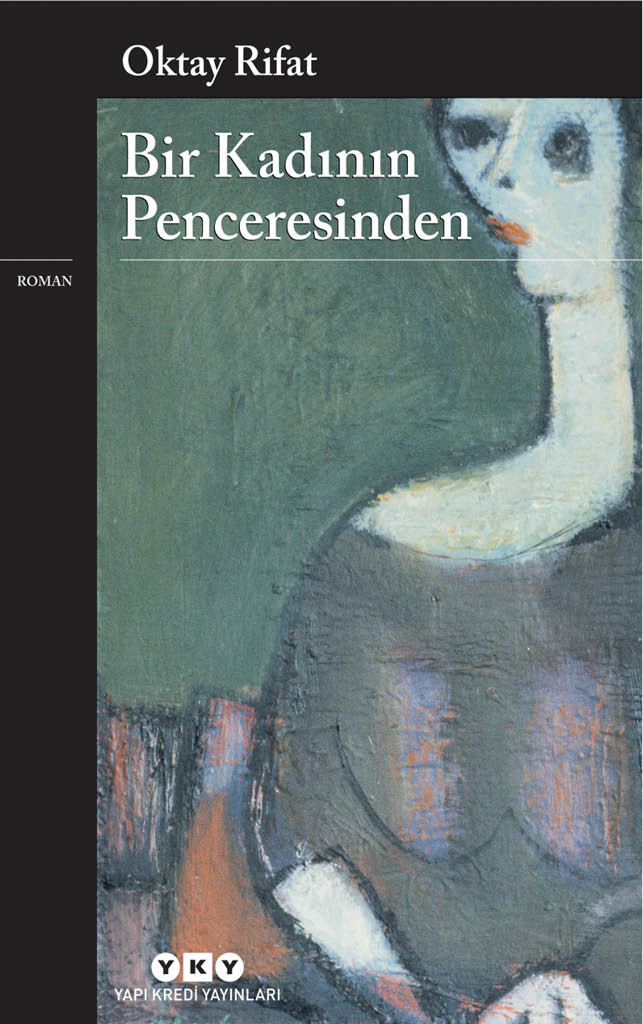 Oktay Rifat
Bir Kadının
Penceresinden
ROMAN
YKY
YAPI KREDİ YAYINLARI